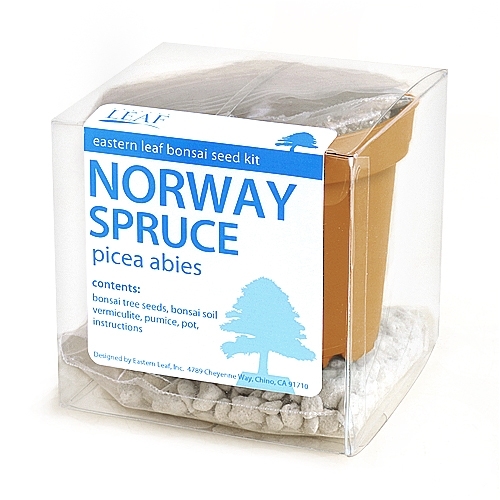 LEAF
eastern leaf bonsai seed kit
NORWAY
SPRUCE
picea abies
contents:
bonsai tree seeds, bonsai soil
vermiculite, pumice, pot,
instructions
Designed by Eastern Leaf, Inc. 4789 Cheyenne Way, Chino, CA 91710